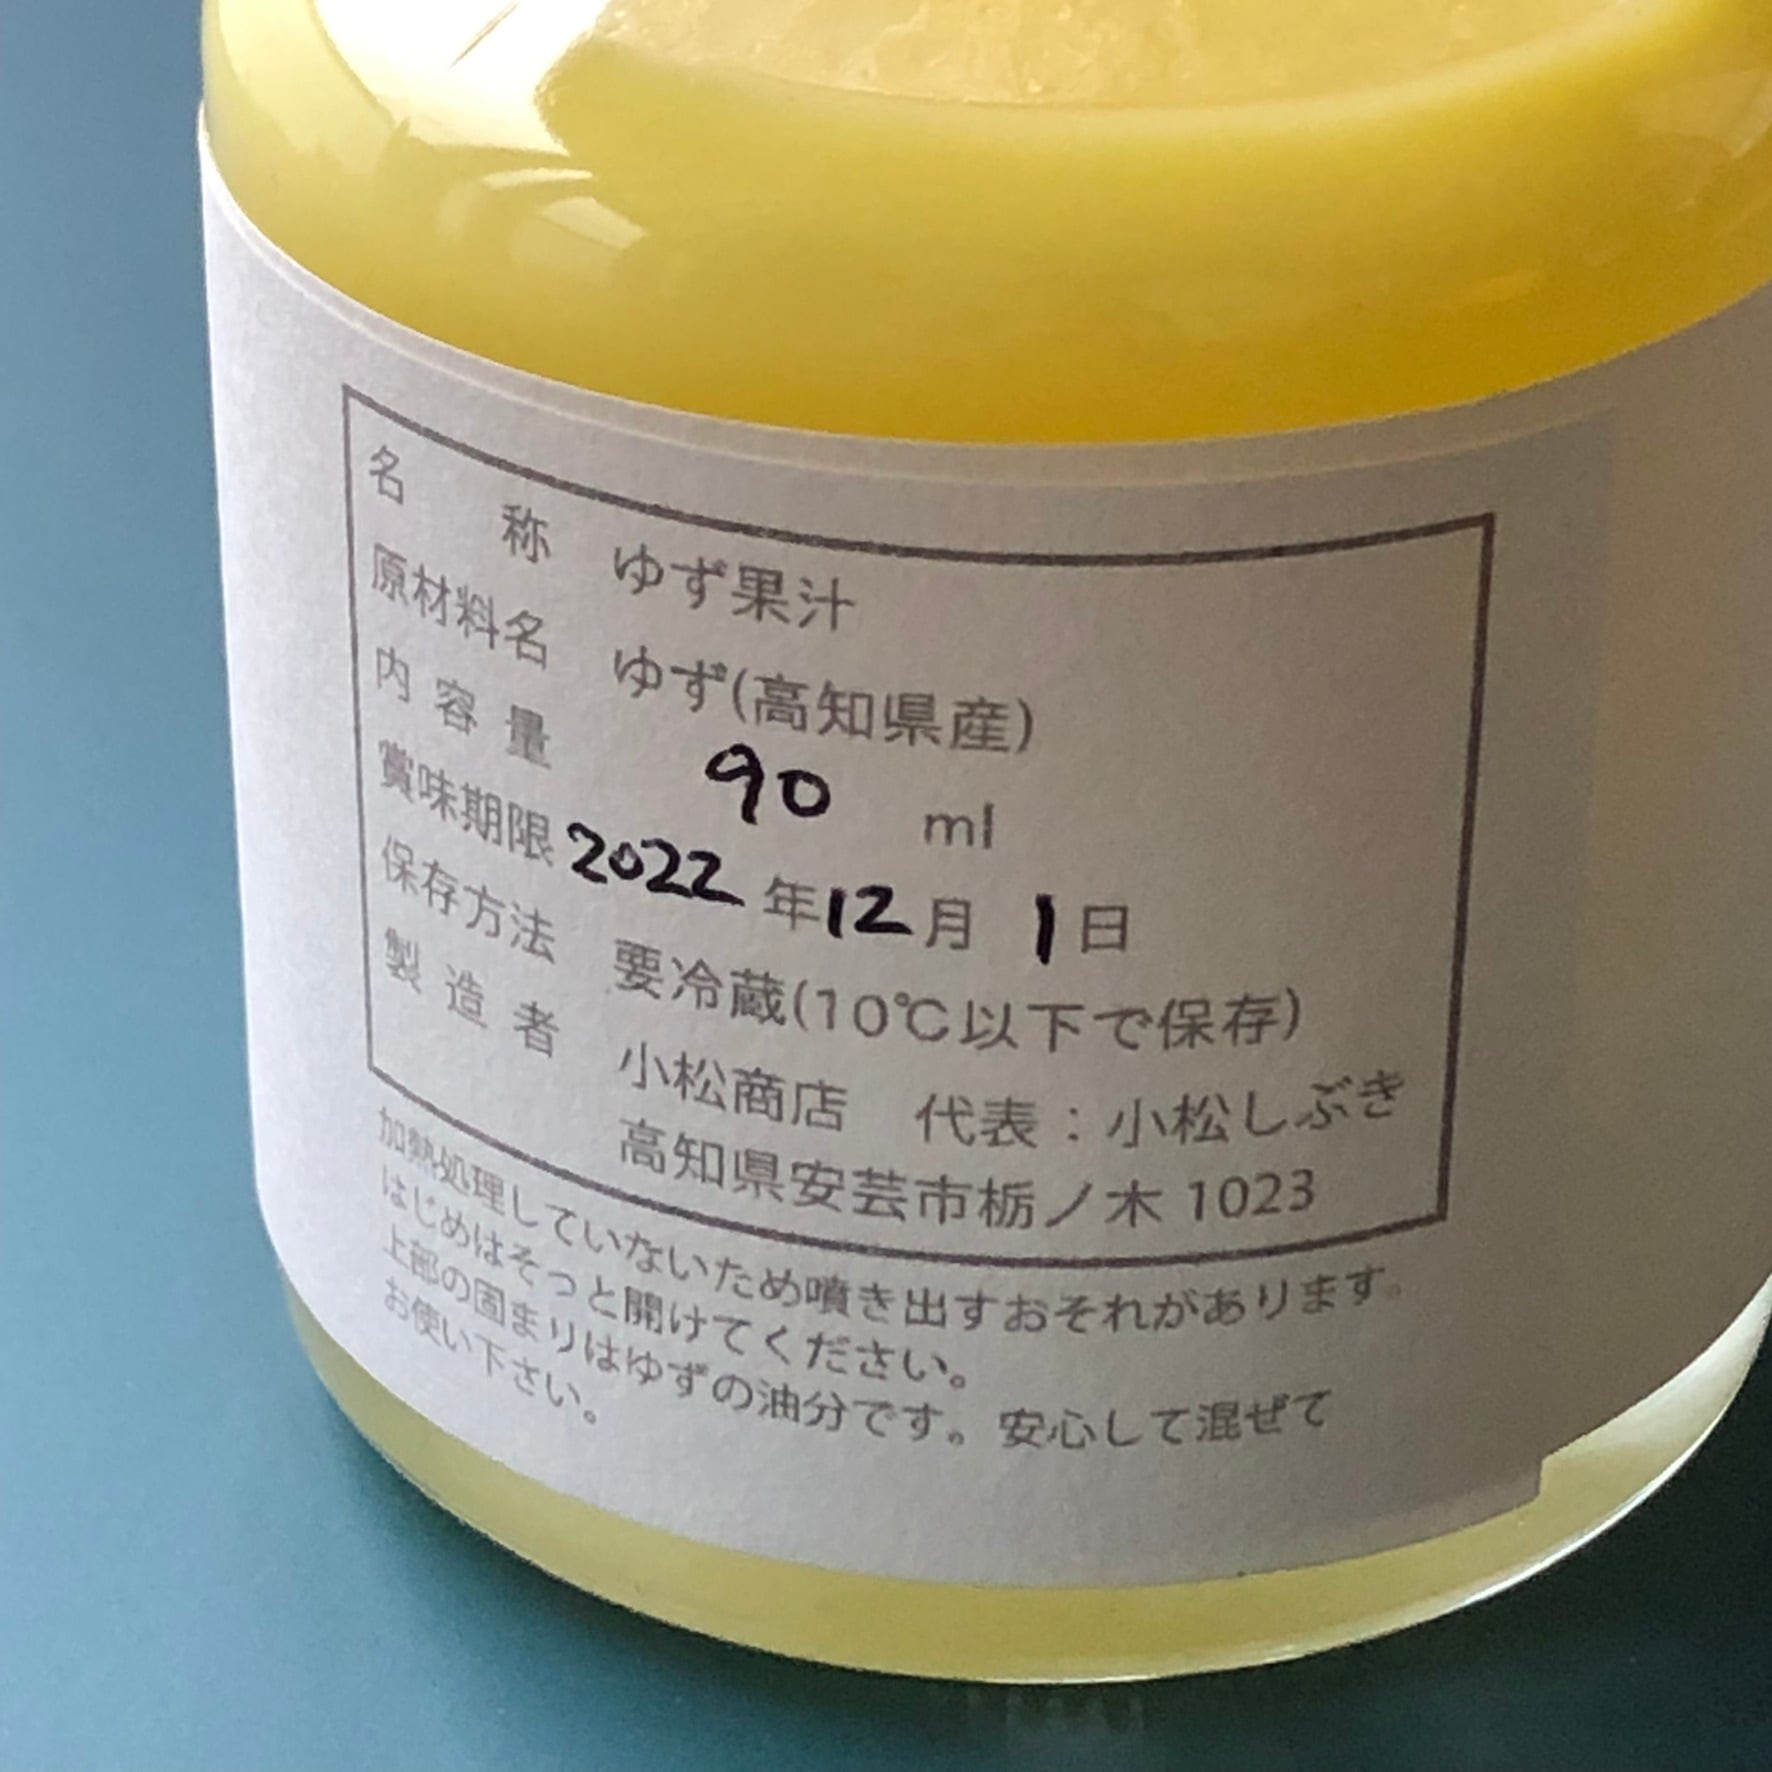 名称 ゆず果汁
原材料名 ゆず(高知県産)
内容量 90 ml
賞味期限 2022年12月1日
保存方法 要冷蔵(10℃以下で保存)
製造者 小松商店 代表:小松しぶき
高知県安芸市栃ノ木1023
加熱処理していないため噴き出すおそれがあります。
はじめはそっと開けてください。
上部の固まりはゆずの油分です。安心して混ぜて
お使い下さい。